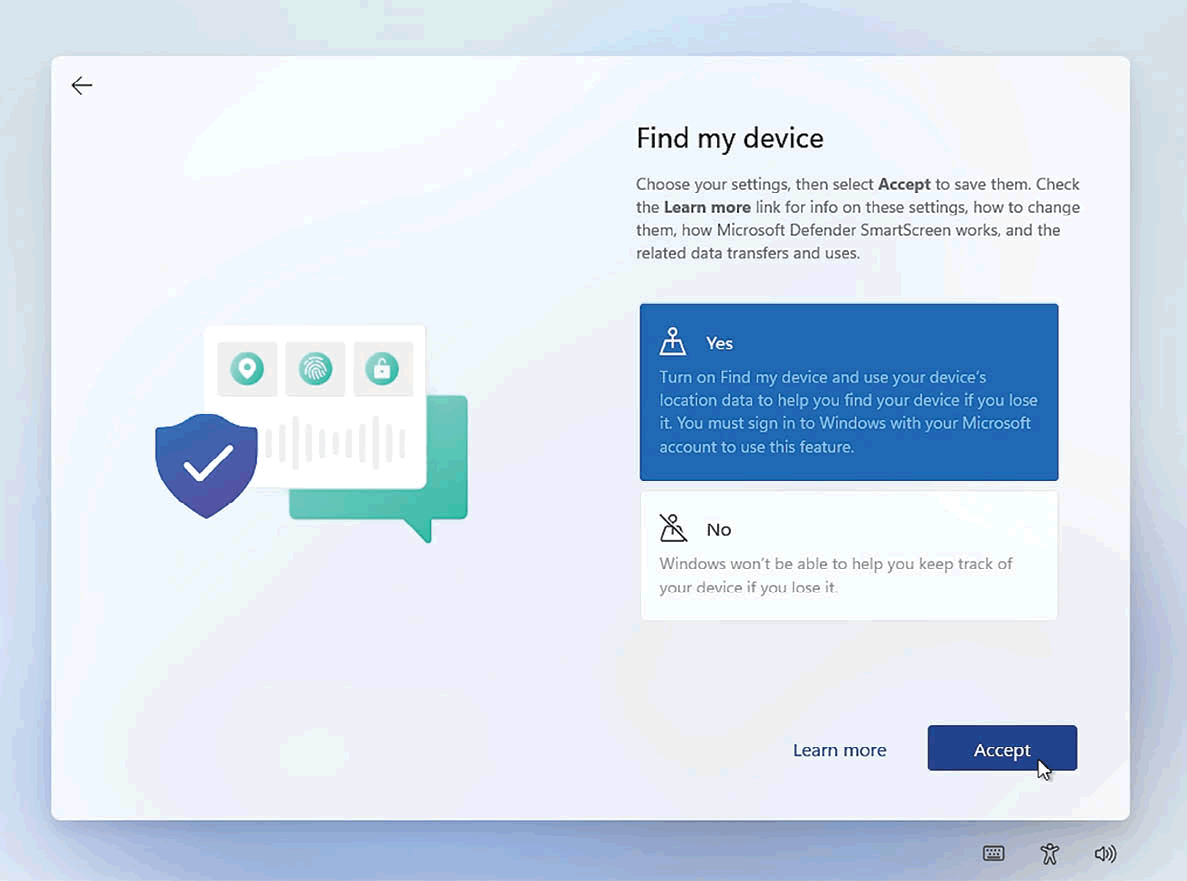 Find my device
Choose your settings, then select Accept to save them. Check
the Learn more link for info on these settings, how to change
them, how Microsoft Defender SmartScreen works, and the
related data transfers and uses.
Yes
Turn on Find my device and use your device's
location data to help you find your device if you lose
it. You must sign in to Windows with your Microsoft
account to use this feature.
No
Windows won't be able to help you keep track of
your device if you lose it.
Learn more
Accept